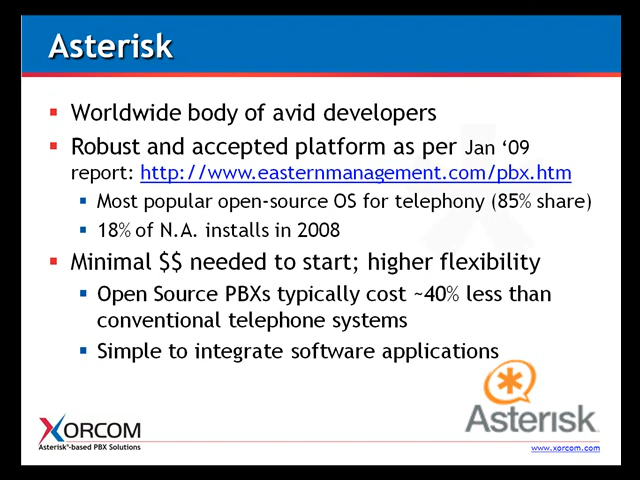 Asterisk
Worldwide body of avid developers
Robust and accepted platform as per Jan ‘09
report: http://www.easternmanagement.com/pbx.htm
Most popular open-source OS for telephony (85% share)
18% of N.A. installs in 2008
Minimal $$ needed to start; higher flexibility
Open Source PBXs typically cost ~40% less than
conventional telephone systems
Simple to integrate software applications
Asterisk
XORCOM
Asterisk®-based PBX Solutions
www.xorcom.com